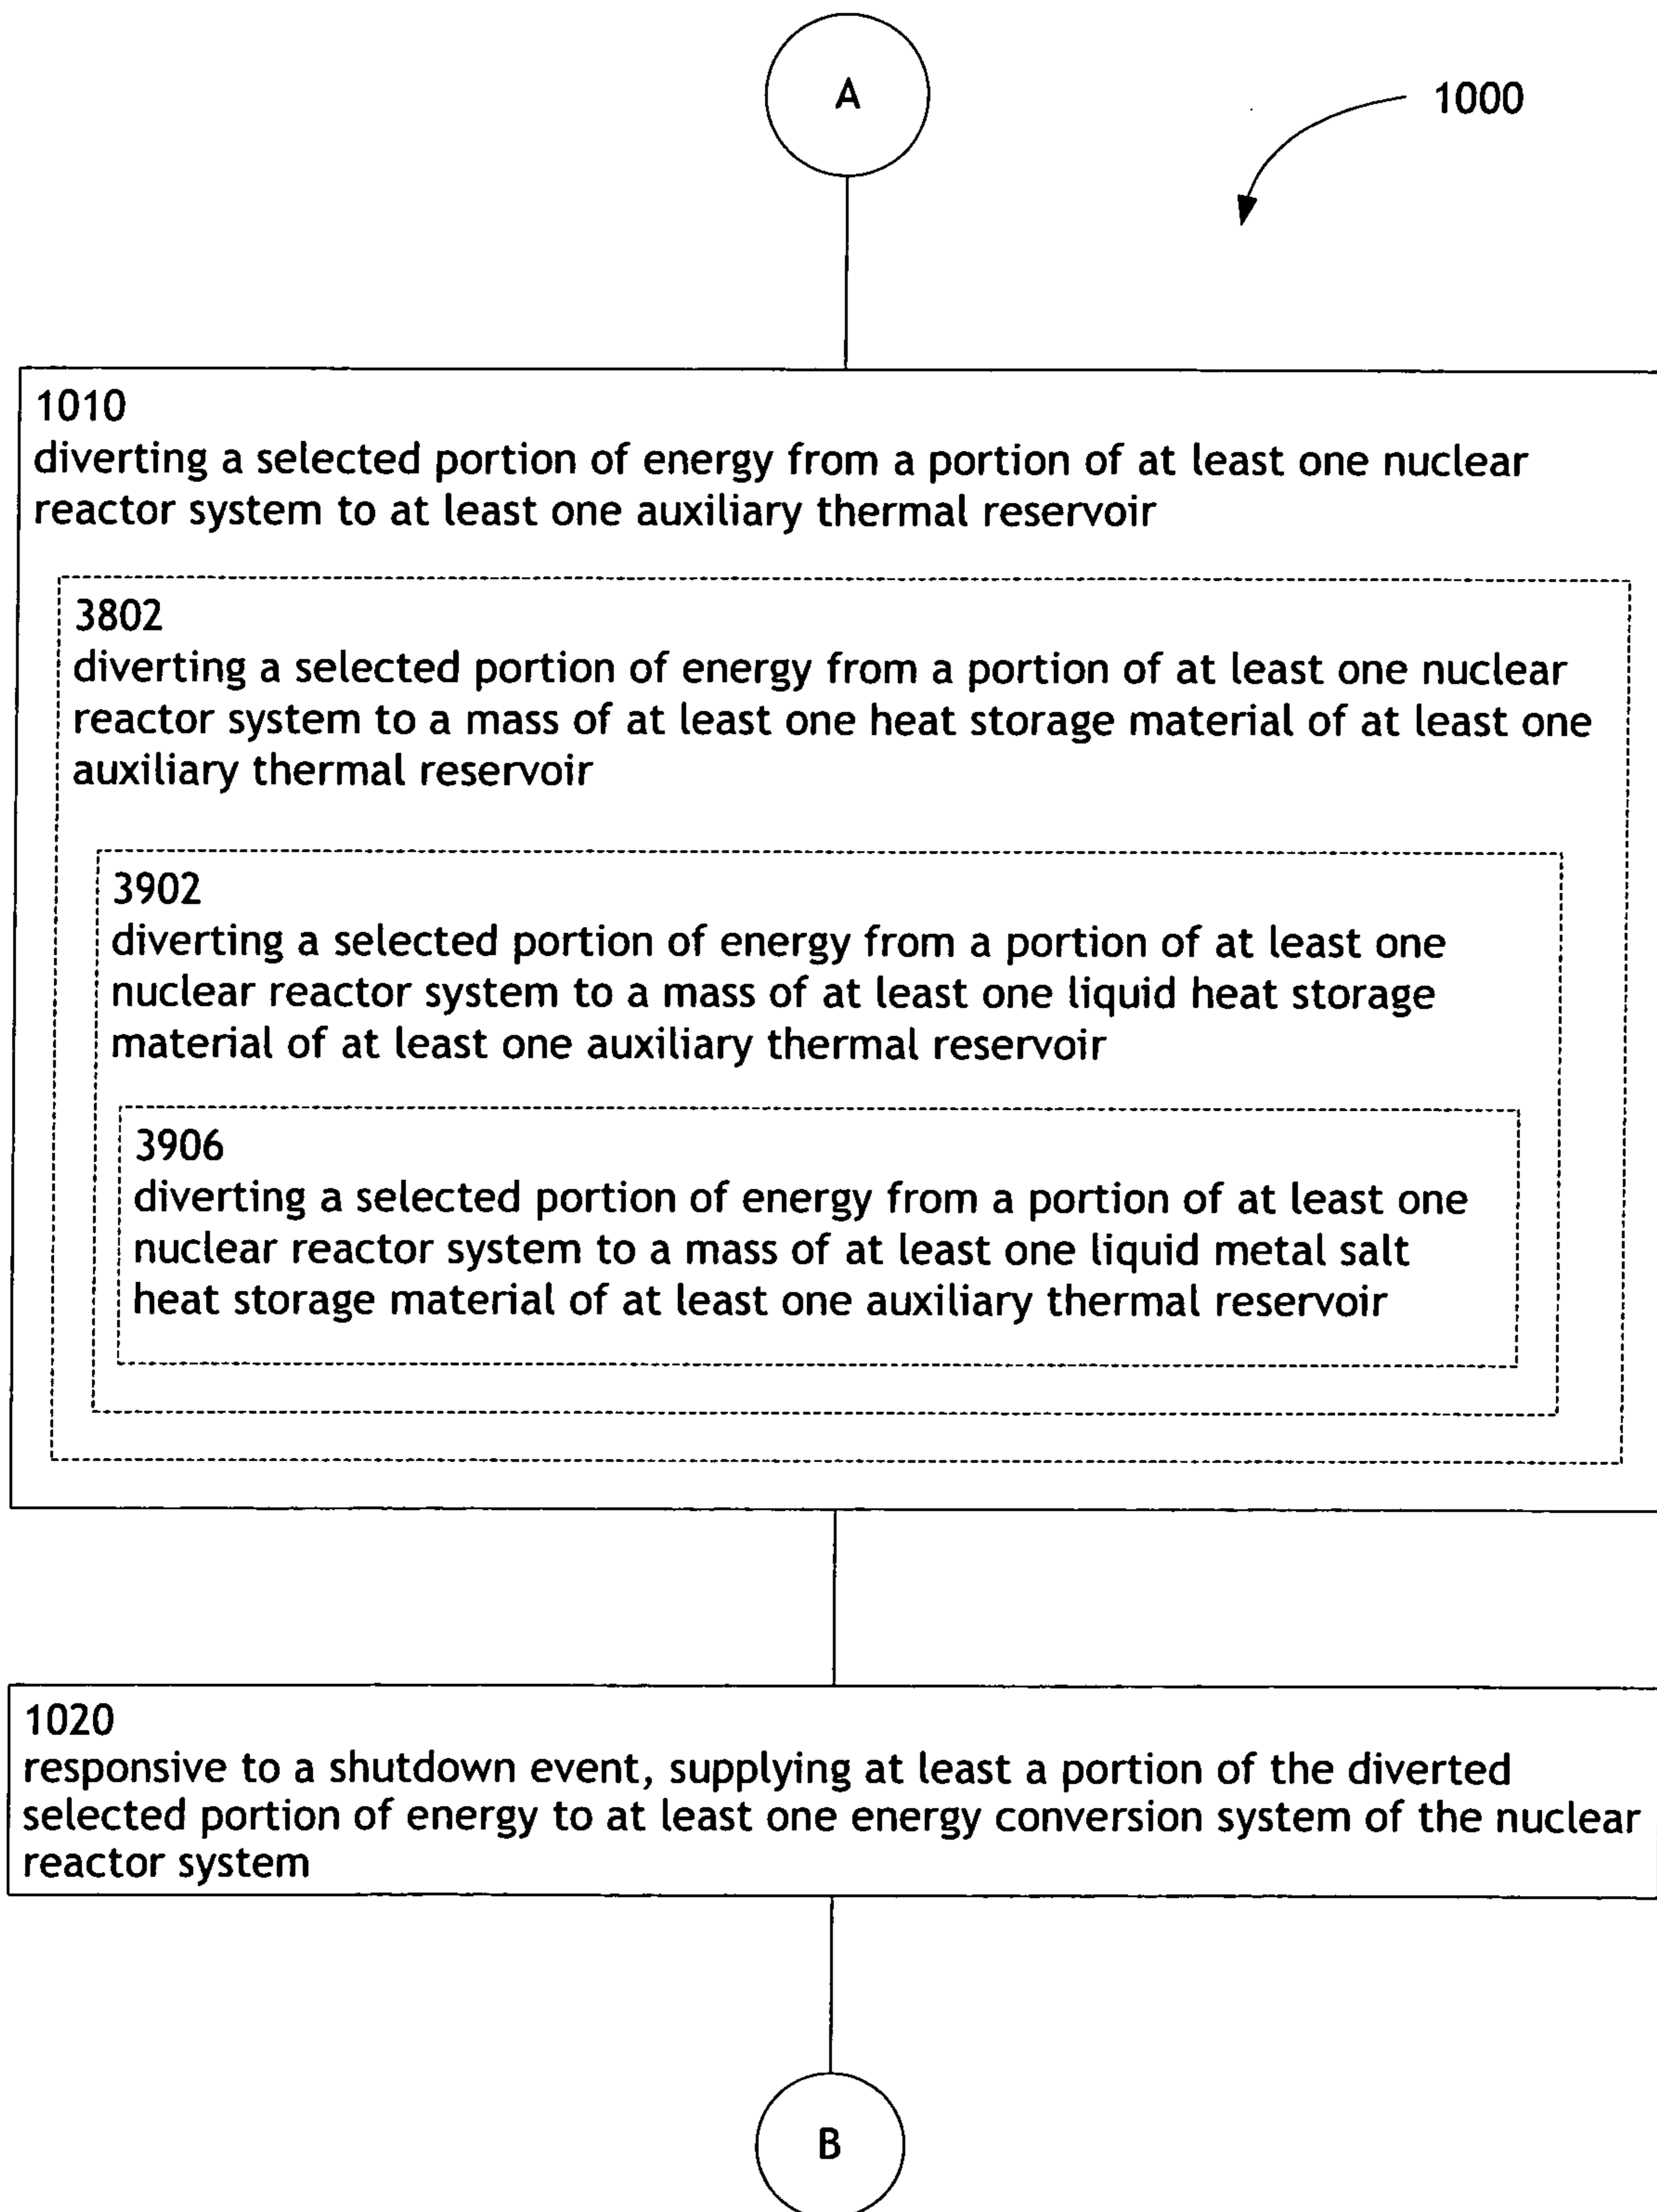 A
1000
1010
diverting a selected portion of energy from a portion of at least one nuclear
reactor system to at least one auxiliary thermal reservoir
3802
diverting a selected portion of energy from a portion of at least one nuclear
reactor system to a mass of at least one heat storage material of at least one
auxiliary thermal reservoir
3902
diverting a selected portion of energy from a portion of at least one
nuclear reactor system to a mass of at least one liquid heat storage
material of at least one auxiliary thermal reservoir
3906
diverting a selected portion of energy from a portion of at least one
nuclear reactor system to a mass of at least one liquid metal salt
heat storage material of at least one auxiliary thermal reservoir
1020
responsive to a shutdown event, supplying at least a portion of the diverted
selected portion of energy to at least one energy conversion system of the nuclear
reactor system
B